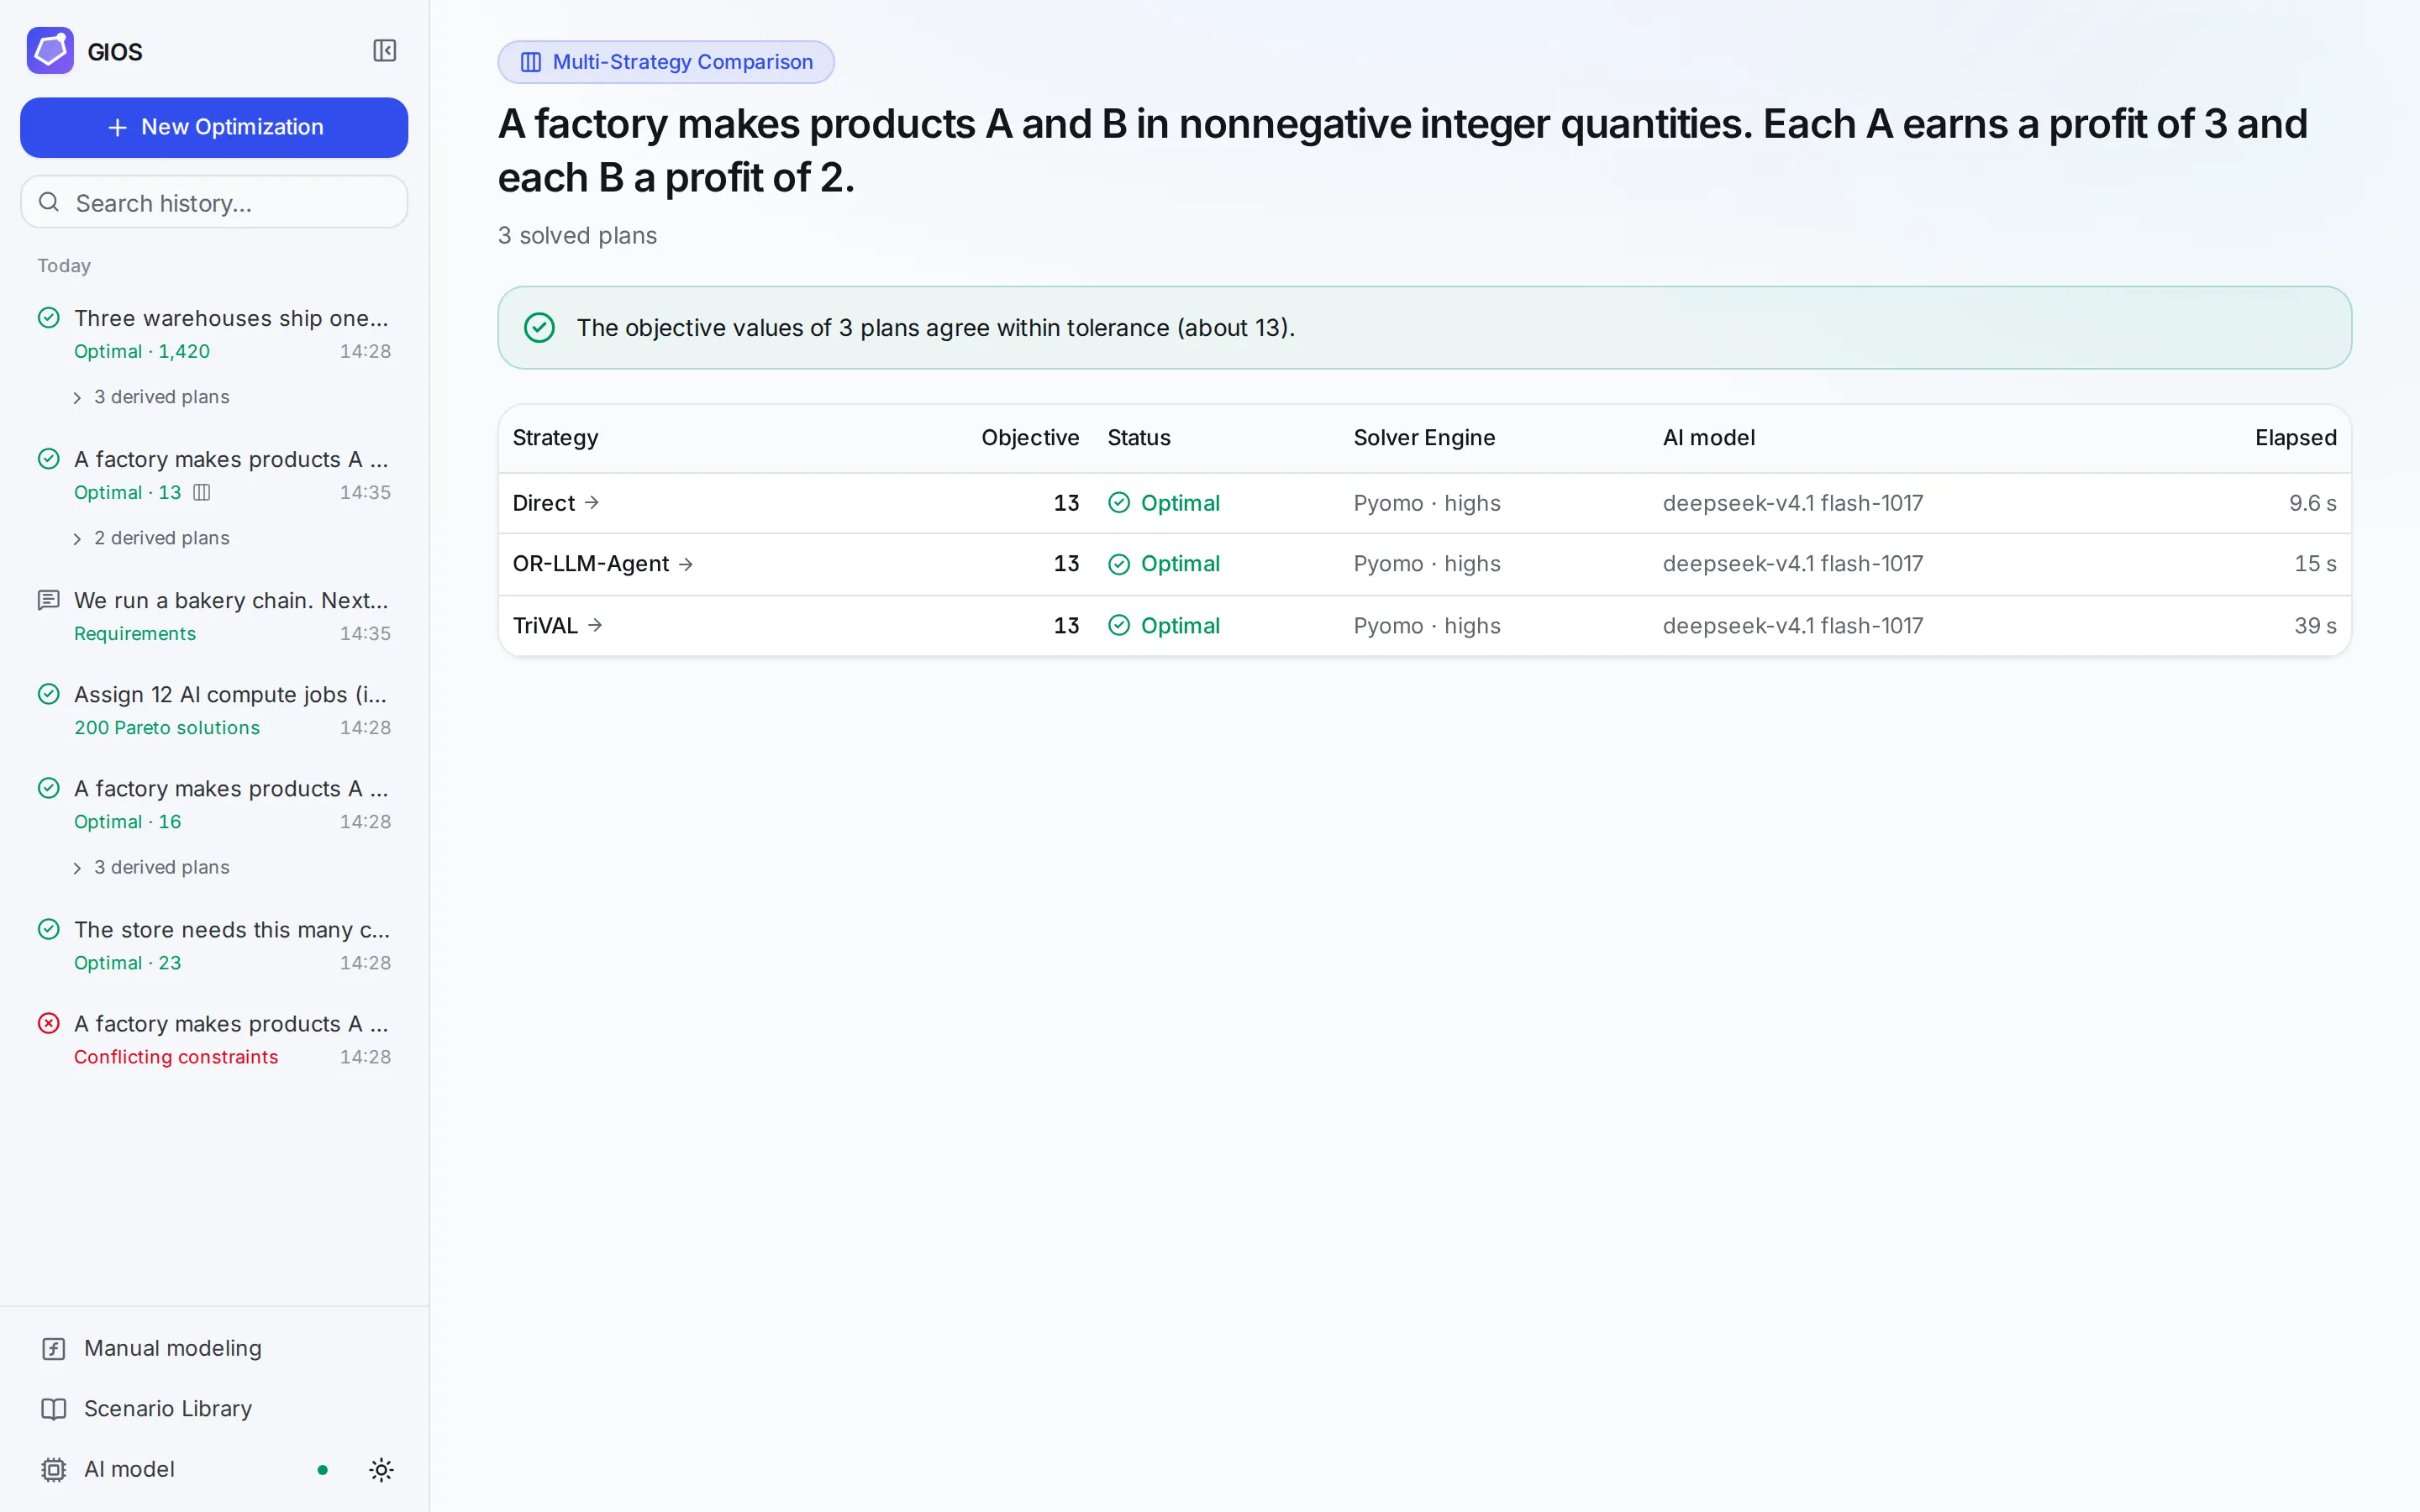 GIOS
New Optimization
Search history...
Today
Three warehouses ship one...
Optimal · 1,420 14:28
3 derived plans
A factory makes products A ...
Optimal · 13 14:35
2 derived plans
We run a bakery chain. Next...
Requirements 14:35
Assign 12 AI compute jobs (i...
200 Pareto solutions 14:28
A factory makes products A ...
Optimal · 16 14:28
3 derived plans
The store needs this many c...
Optimal · 23 14:28
A factory makes products A ...
Conflicting constraints 14:28
Manual modeling
Scenario Library
AI model
Multi-Strategy Comparison
A factory makes products A and B in nonnegative integer quantities. Each A earns a profit of 3 and
each B a profit of 2.
3 solved plans
The objective values of 3 plans agree within tolerance (about 13).
Strategy Objective Status Solver Engine AI model Elapsed
Direct → 13 Optimal Pyomo · highs deepseek-v4.1 flash-1017 9.6 s
OR-LLM-Agent → 13 Optimal Pyomo · highs deepseek-v4.1 flash-1017 15 s
TriVAL → 13 Optimal Pyomo · highs deepseek-v4.1 flash-1017 39 s